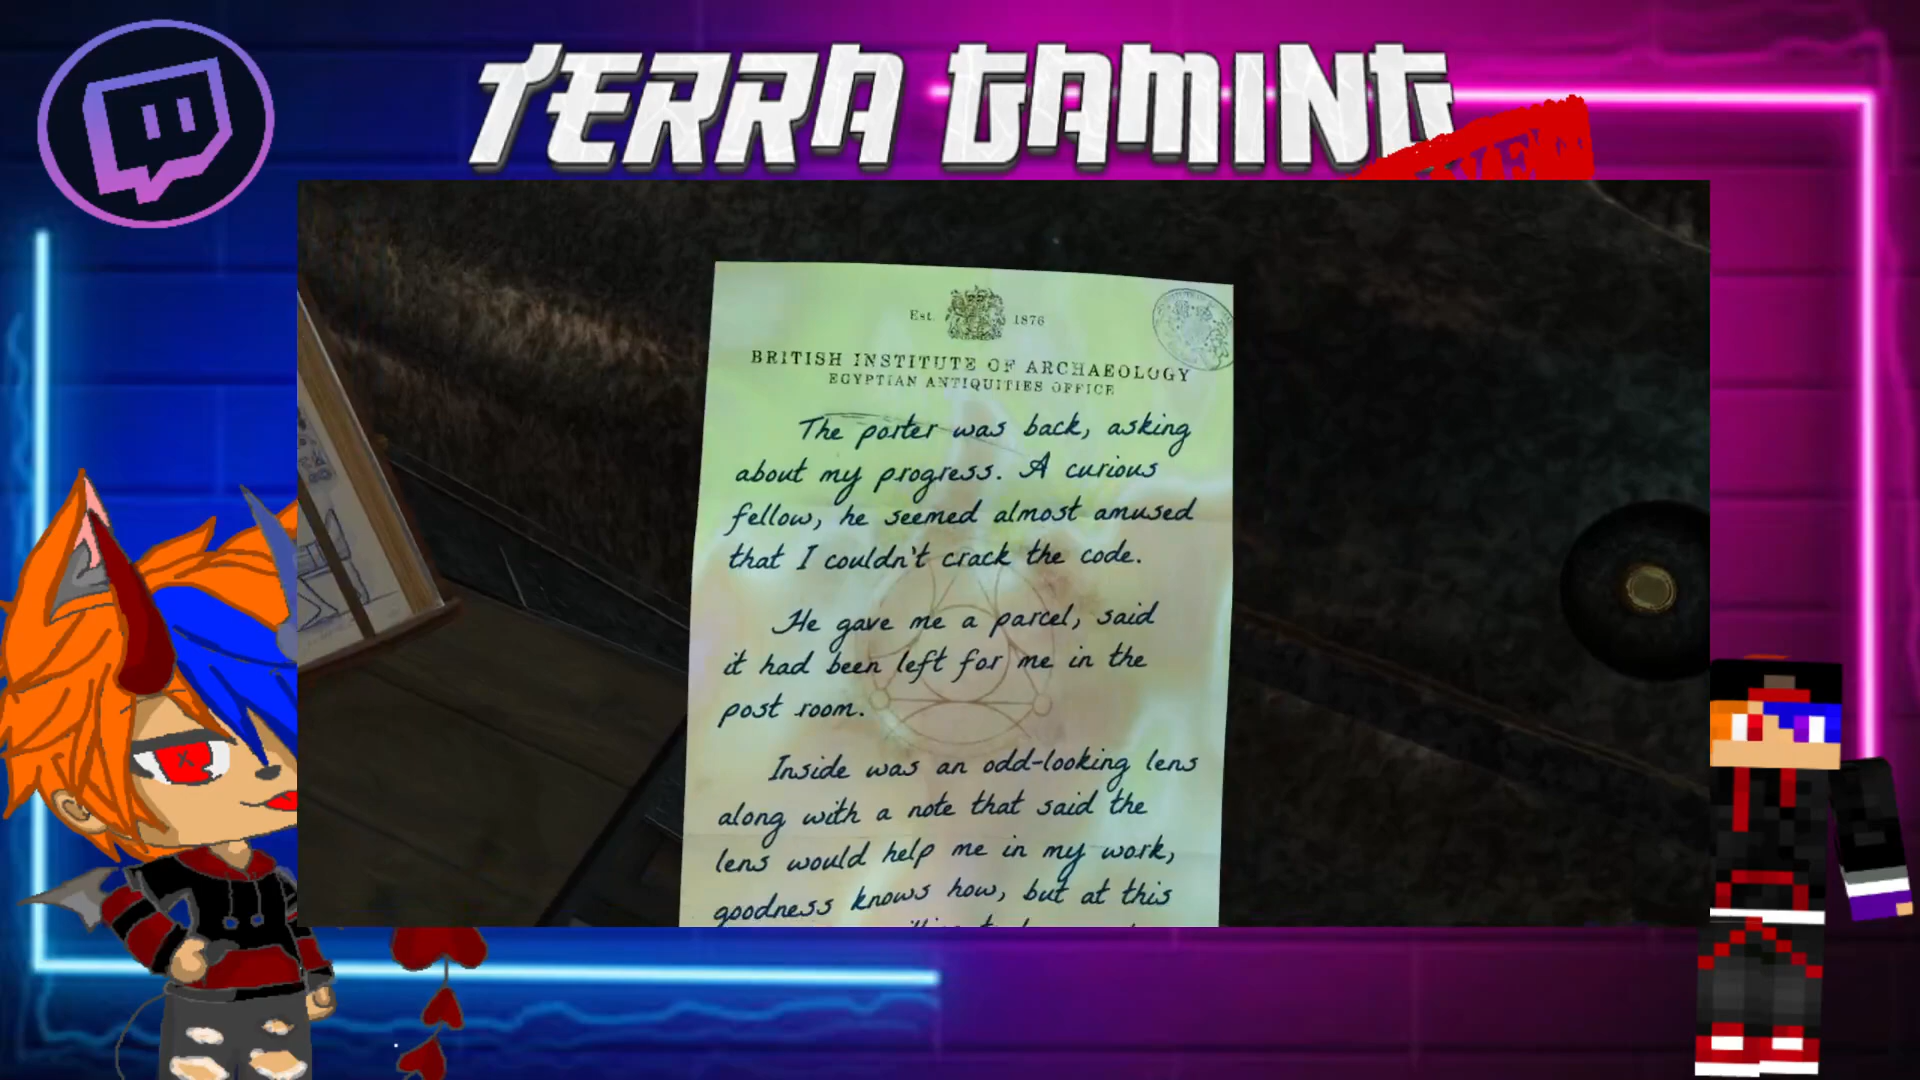 TERRA GAMING
Est. 1876
BRITISH INSTITUTE OF ARCHAEOLOGY
EGYPTIAN ANTIQUITIES OFFICE
The porter was back, asking
about my progress. A curious
fellow, he seemed almost amused
that I couldn't crack the code.
He gave me a parcel, said
it had been left for me in the
post room.
Inside was an odd-looking lens
along with a note that said the
lens would help me in my work,
goodness knows how, but at this